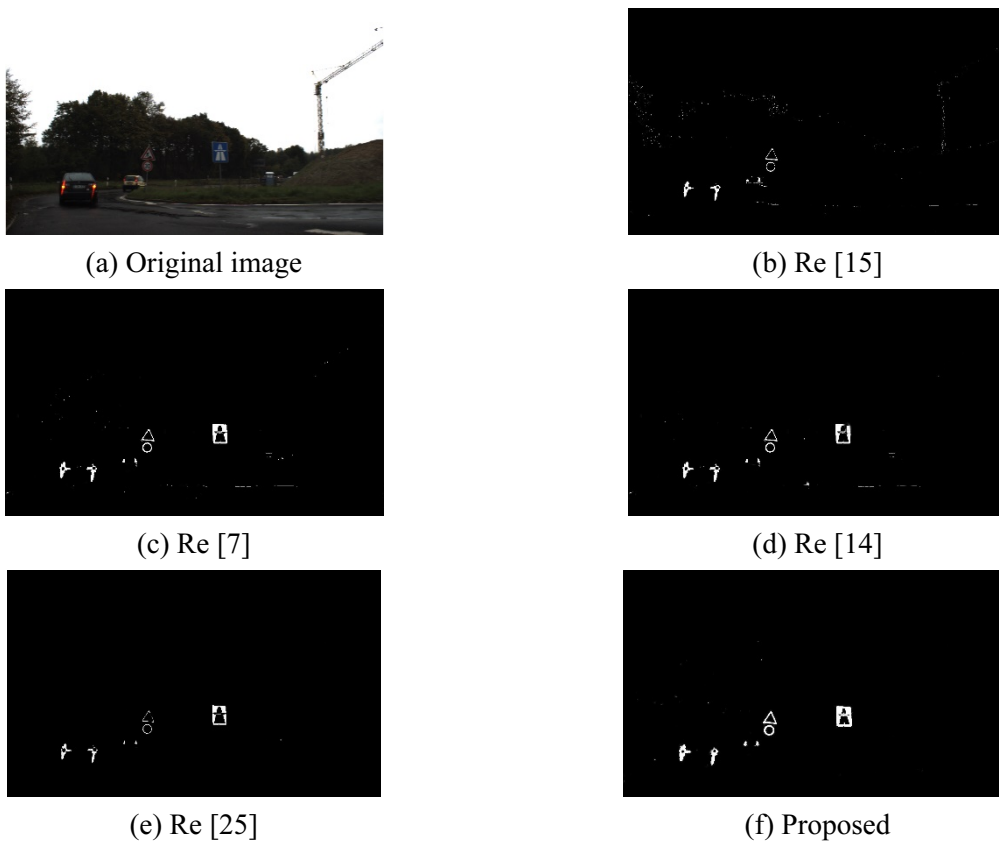 (a) Original image
(b) Re [15]
(c) Re [7]
(d) Re [14]
(e) Re [25]
(f) Proposed